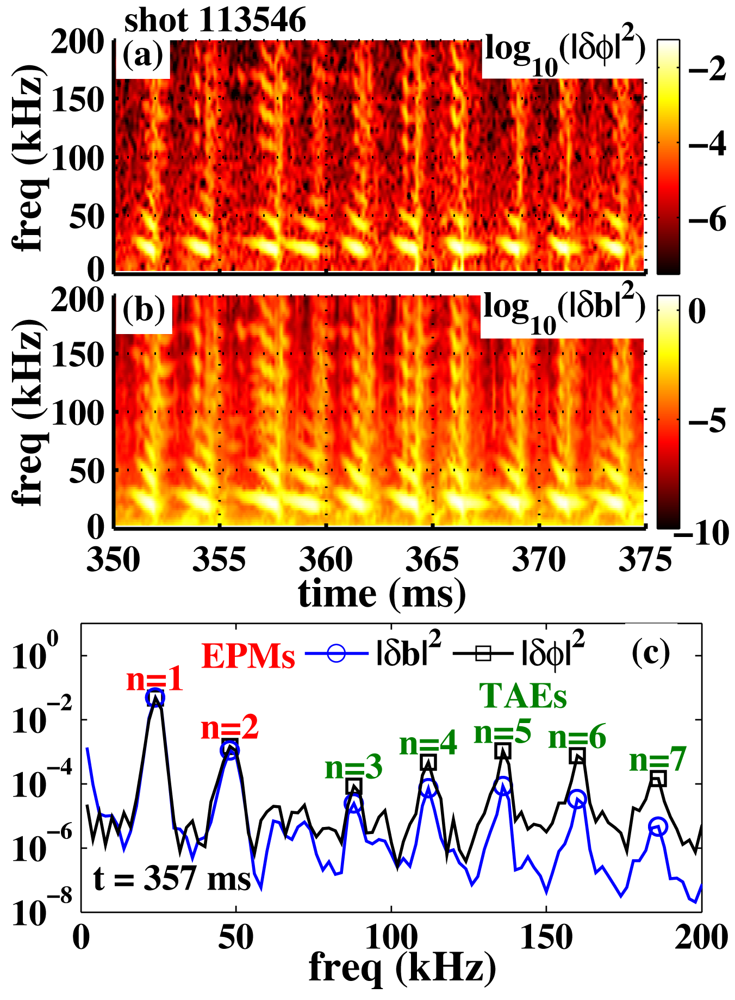 shot 113546
(a)
log10(|δϕ|²)
freq (kHz)
200
150
100
50
0
−2
−4
−6
(b)
log10(|δb|²)
freq (kHz)
200
150
100
50
0
0
−5
−10
350 355 360 365 370 375
time (ms)
EPMs |δb|² |δϕ|² (c)
n=1
TAEs
n=2 n=3 n=4 n=5 n=6 n=7
10⁰
10⁻²
10⁻⁴
10⁻⁶
10⁻⁸
t = 357 ms
0 50 100 150 200
freq (kHz)